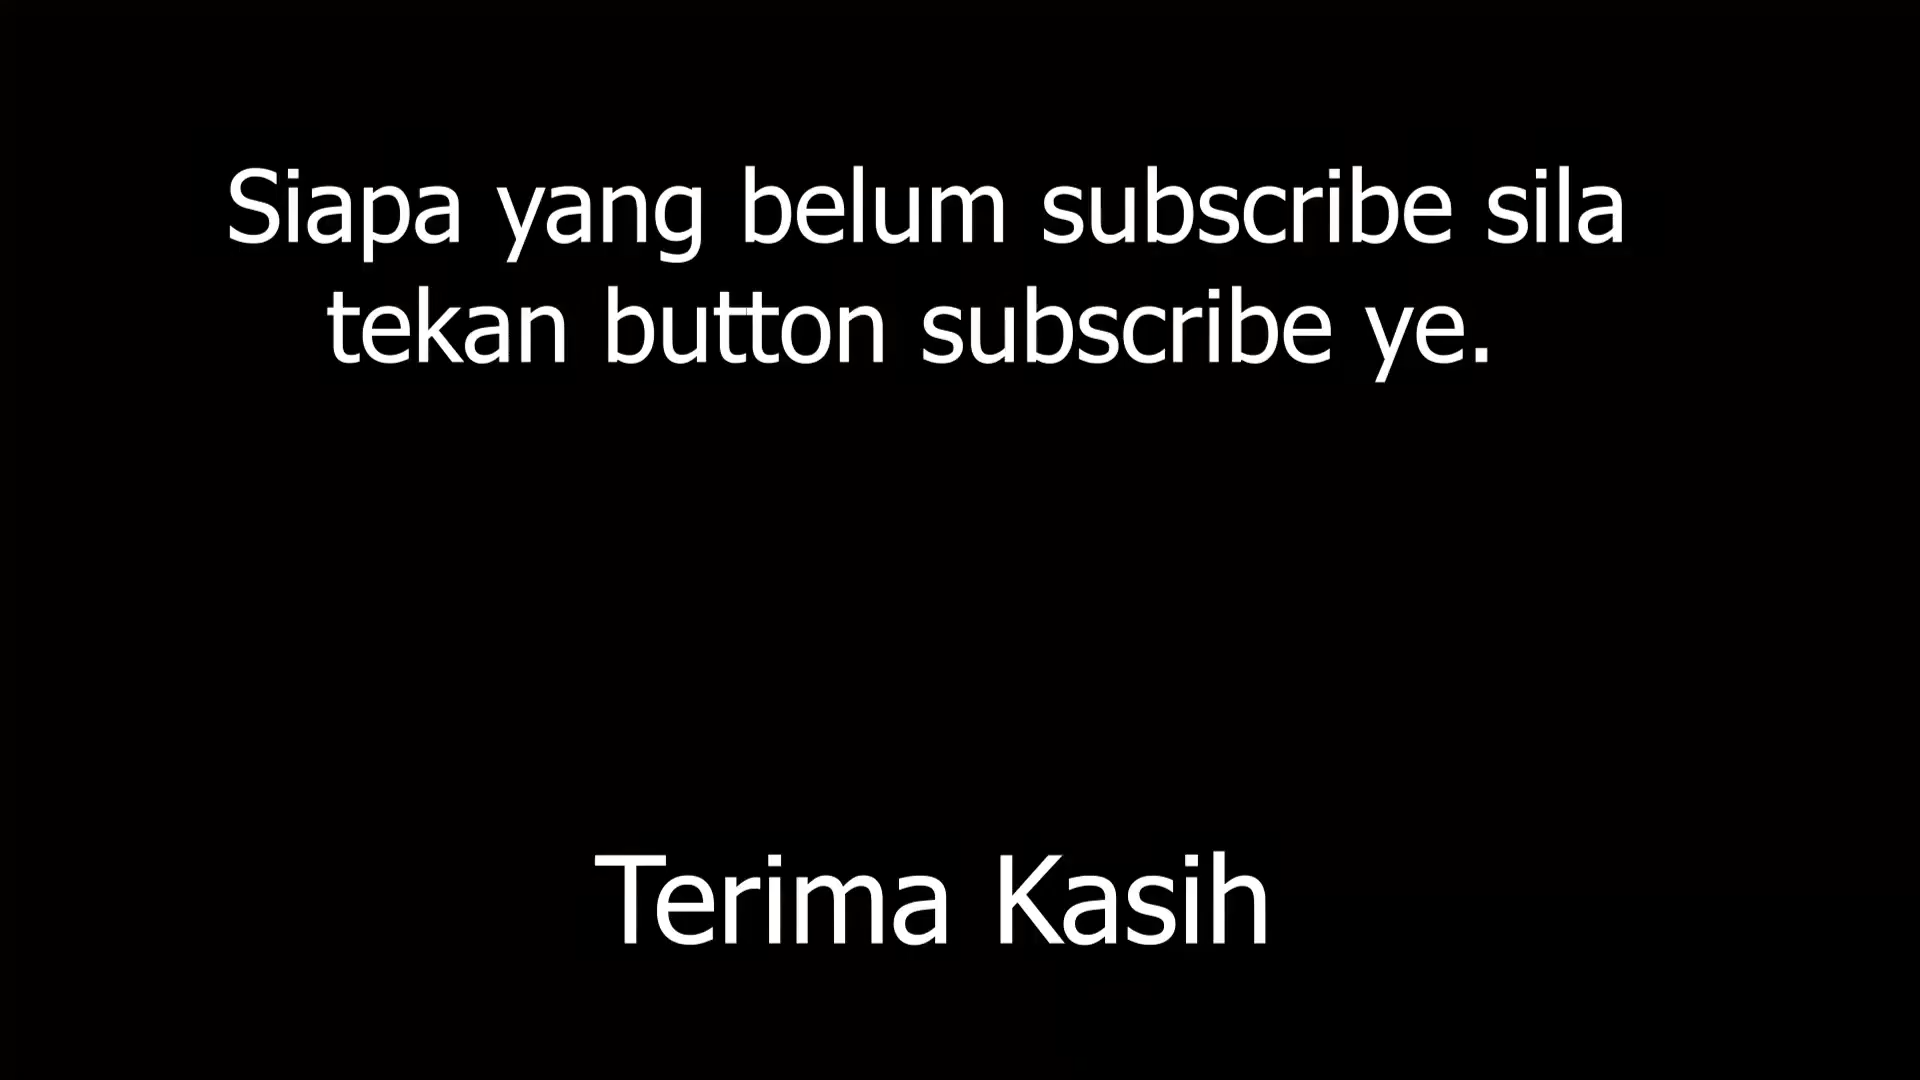 Siapa yang belum subscribe sila
tekan button subscribe ye.
Terima Kasih